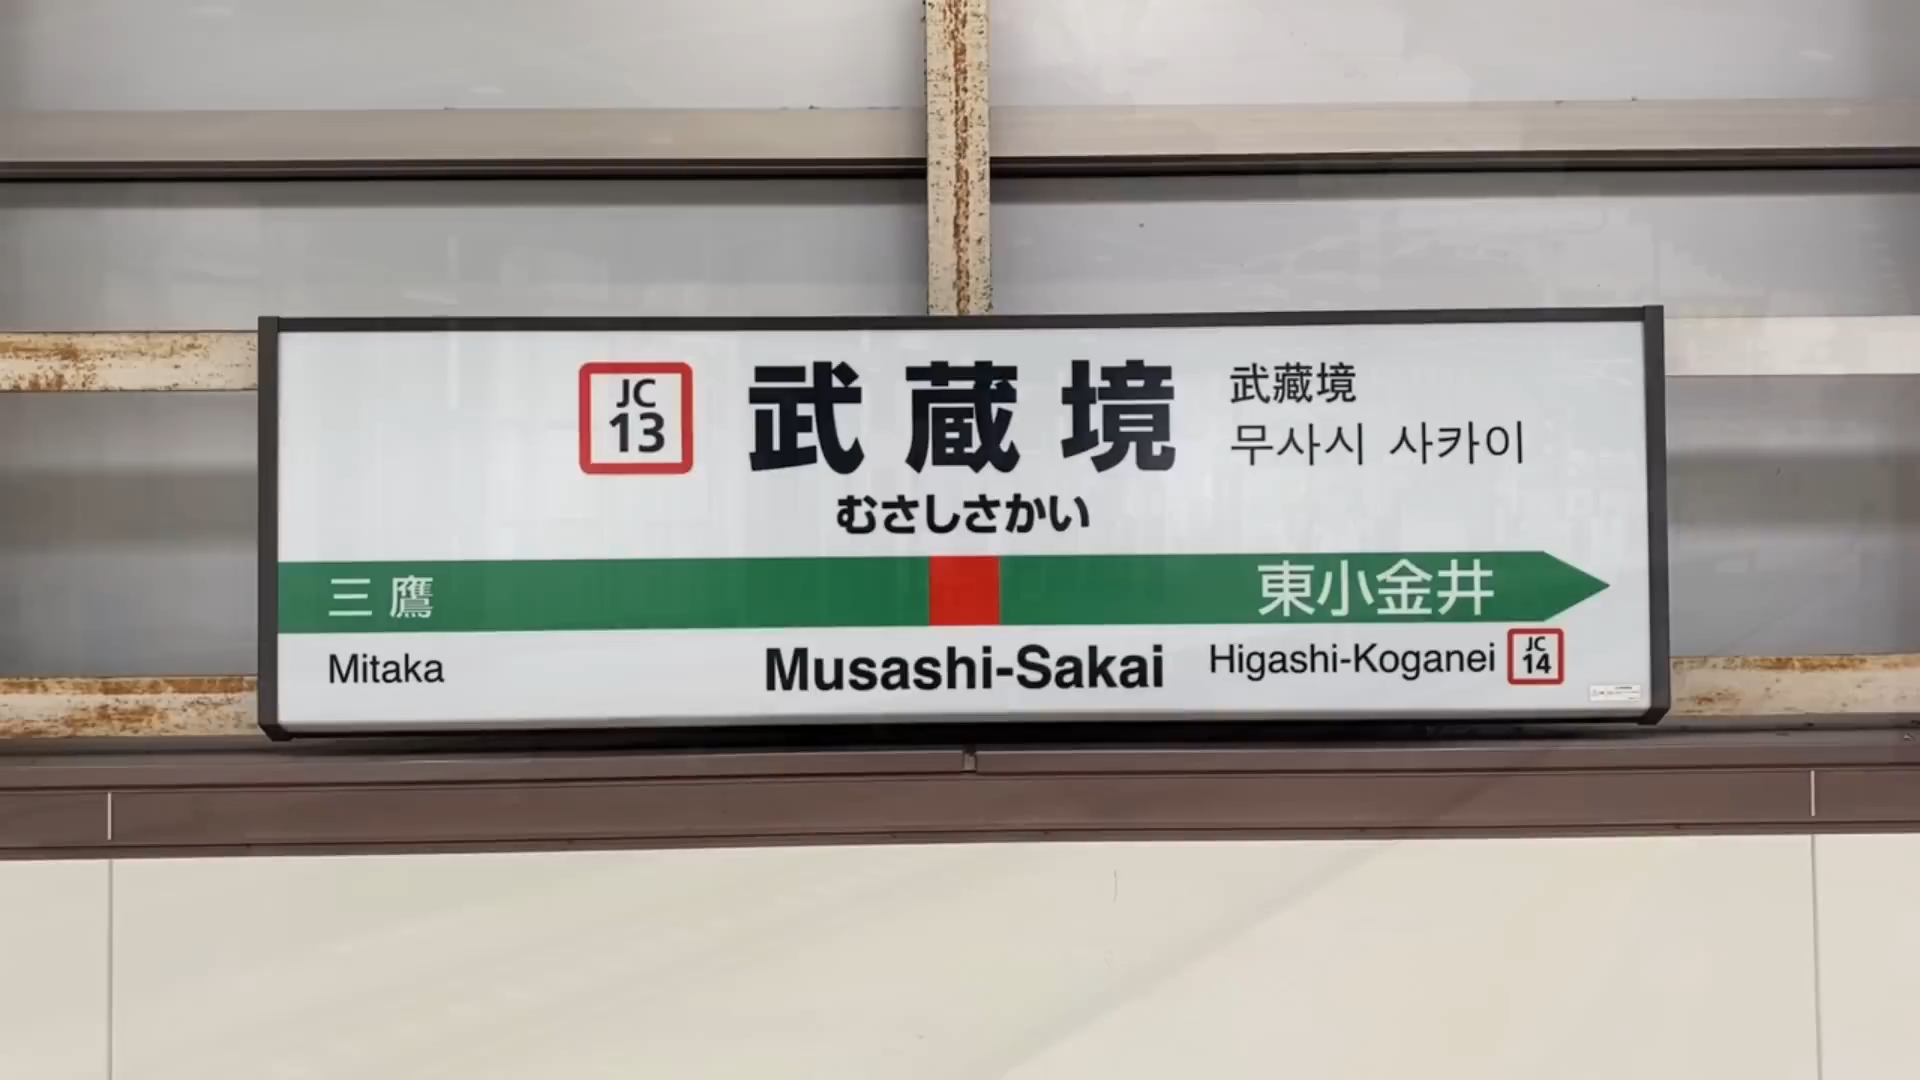 JC
13
武蔵境
武藏境
무사시 사카이
むさしさかい
三鷹
東小金井
Mitaka
Musashi-Sakai
Higashi-Koganei
JC
14